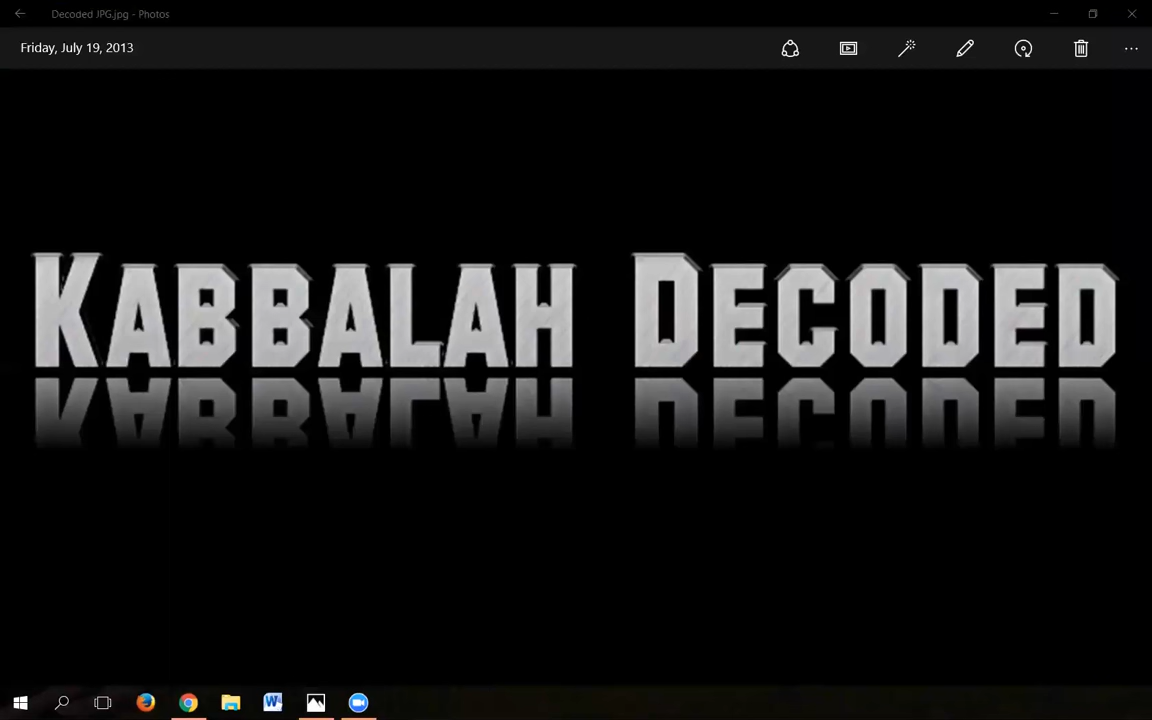 Decoded JPG.jpg - Photos
Friday, July 19, 2013
KABBALAH DECODED